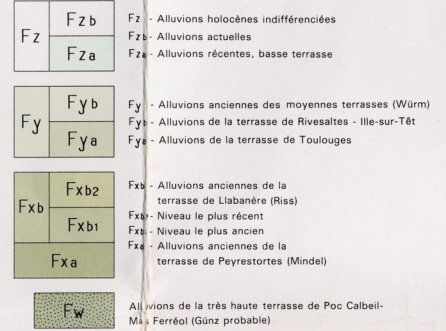 Fz
Fzb
Fza
Fz - Alluvions holocènes indifférenciées
Fzb - Alluvions actuelles
Fza - Alluvions récentes, basse terrasse
Fy
Fyb
Fya
Fy - Alluvions anciennes des moyennes terrasses (Würm)
Fyb - Alluvions de la terrasse de Rivesaltes - Ille-sur-Têt
Fya - Alluvions de la terrasse de Toulouges
Fxb
Fxb2
Fxb1
Fxa
Fxb - Alluvions anciennes de la
terrasse de Llabanère (Riss)
Fxb2 - Niveau le plus récent
Fxb1 - Niveau le plus ancien
Fxa - Alluvions anciennes de la
terrasse de Peyrestortes (Mindel)
Fw
Alluvions de la très haute terrasse de Poc Calbeil-
Mas Ferréol (Günz probable)